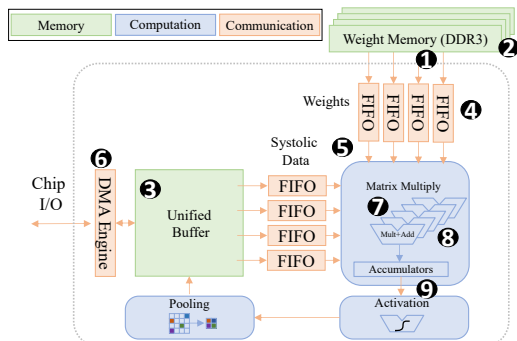 Memory
Computation
Communication
Weight Memory (DDR3)
2
1
Weights
FIFO
FIFO
FIFO
FIFO
4
Systolic
Data
5
6
Chip
I/O
DMA Engine
3
Unified
Buffer
FIFO
FIFO
FIFO
FIFO
Matrix Multiply
7
Mult+Add
8
Accumulators
9
Pooling
Activation